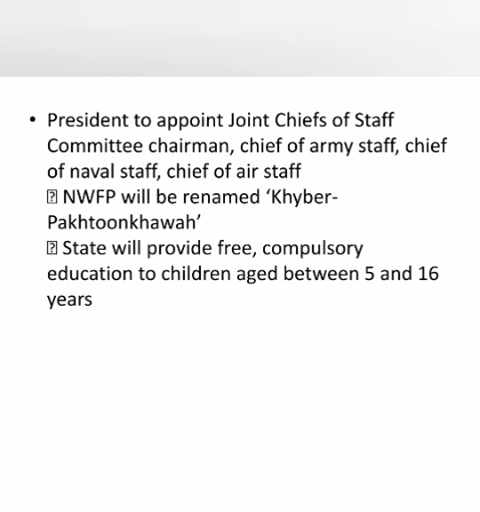 • President to appoint Joint Chiefs of Staff
Committee chairman, chief of army staff, chief
of naval staff, chief of air staff
⍰ NWFP will be renamed ‘Khyber-
Pakhtoonkhawah’
⍰ State will provide free, compulsory
education to children aged between 5 and 16
years